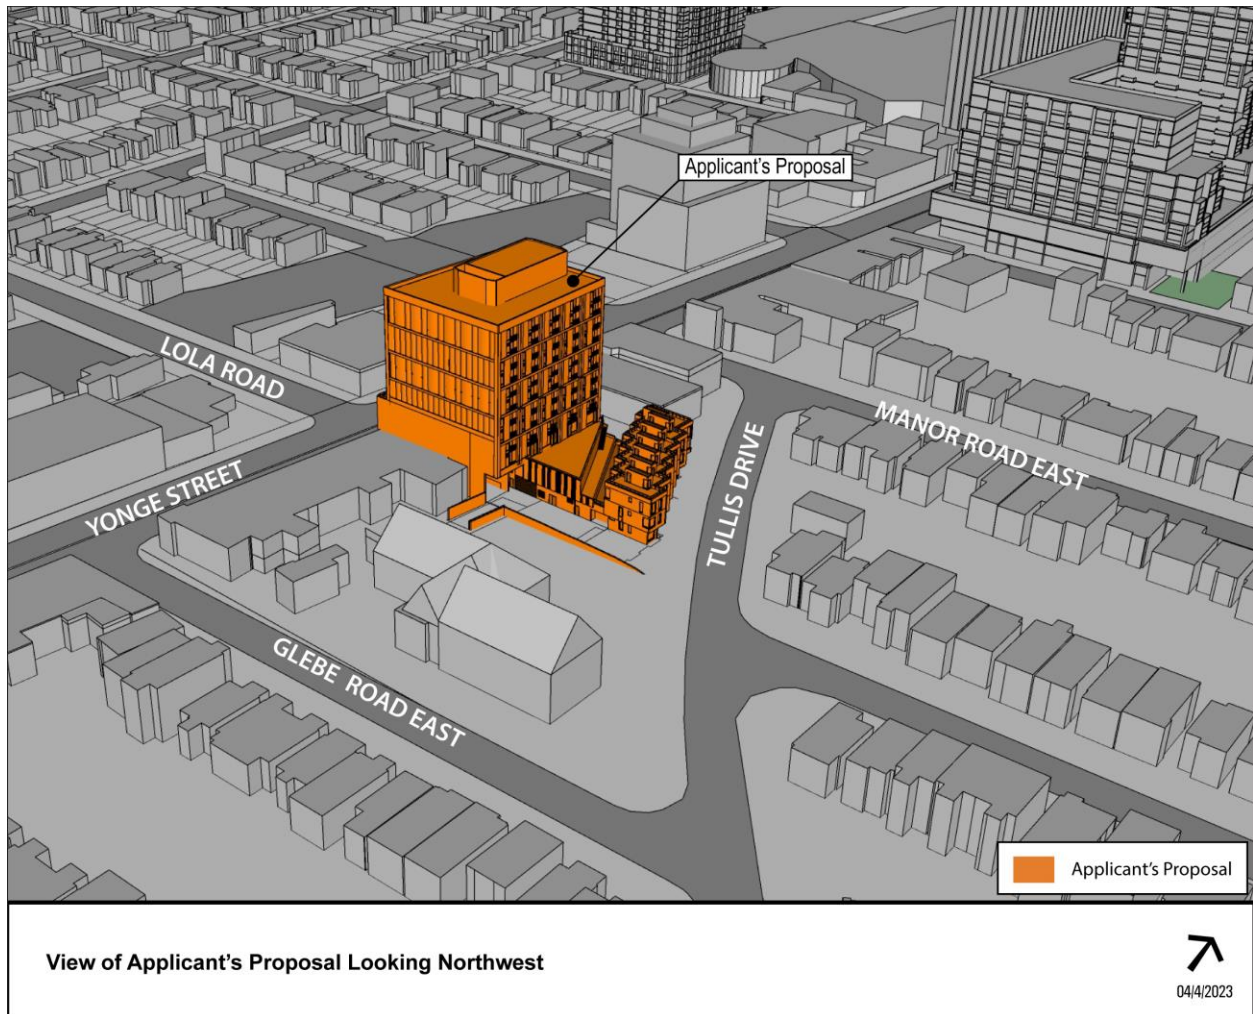 Applicant's Proposal
LOLA ROAD
YONGE STREET
MANOR ROAD EAST
TULLIS DRIVE
GLEBE ROAD EAST
Applicant's Proposal
View of Applicant's Proposal Looking Northwest
04/4/2023